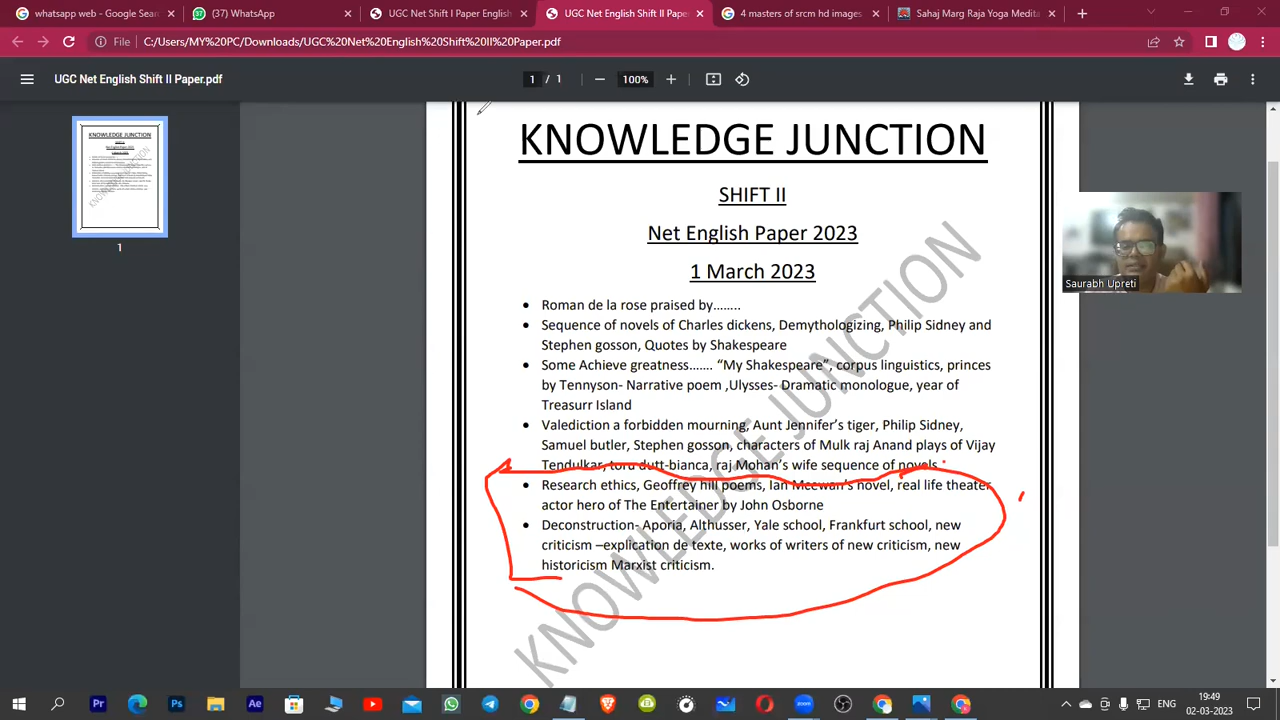 whatsapp web - Google Sear
(72) WhatsApp
UGC Net Shift I Paper English
UGC Net English Shift II Paper.p
4 masters of srcm hd images
Sahaj Marg Raja Yoga Medita
File
C:/Users/MY%20PC/Downloads/UGC%20Net%20English%20Shift%20II%20Paper.pdf
UGC Net English Shift II Paper.pdf
1 / 1
100%
KNOWLEDGE JUNCTION
SHIFT II
Net English Paper 2023
1 March 2023
• Roman de la rose praised by……..
• Sequence of novels of Charles dickens, Demythologizing, Philip Sidney and
Stephen gosson, Quotes by Shakespeare
• Some Achieve greatness……. “My Shakespeare”, corpus linguistics, princes
by Tennyson- Narrative poem ,Ulysses- Dramatic monologue, year of
Treasurr Island
• Valediction a forbidden mourning, Aunt Jennifer’s tiger, Philip Sidney,
Samuel butler, Stephen gosson, characters of Mulk raj Anand plays of Vijay
Tendulkar, toru dutt-bianca, raj Mohan’s wife sequence of novels
• Research ethics, Geoffrey hill poems, Ian Mcewan’s novel, real life theater
actor hero of The Entertainer by John Osborne
• Deconstruction- Aporia, Althusser, Yale school, Frankfurt school, new
criticism –explication de texte, works of writers of new criticism, new
historicism Marxist criticism.
KNOWLEDGE JUNCTION
Saurabh Upreti
1
ENG
19:49
02-03-2023